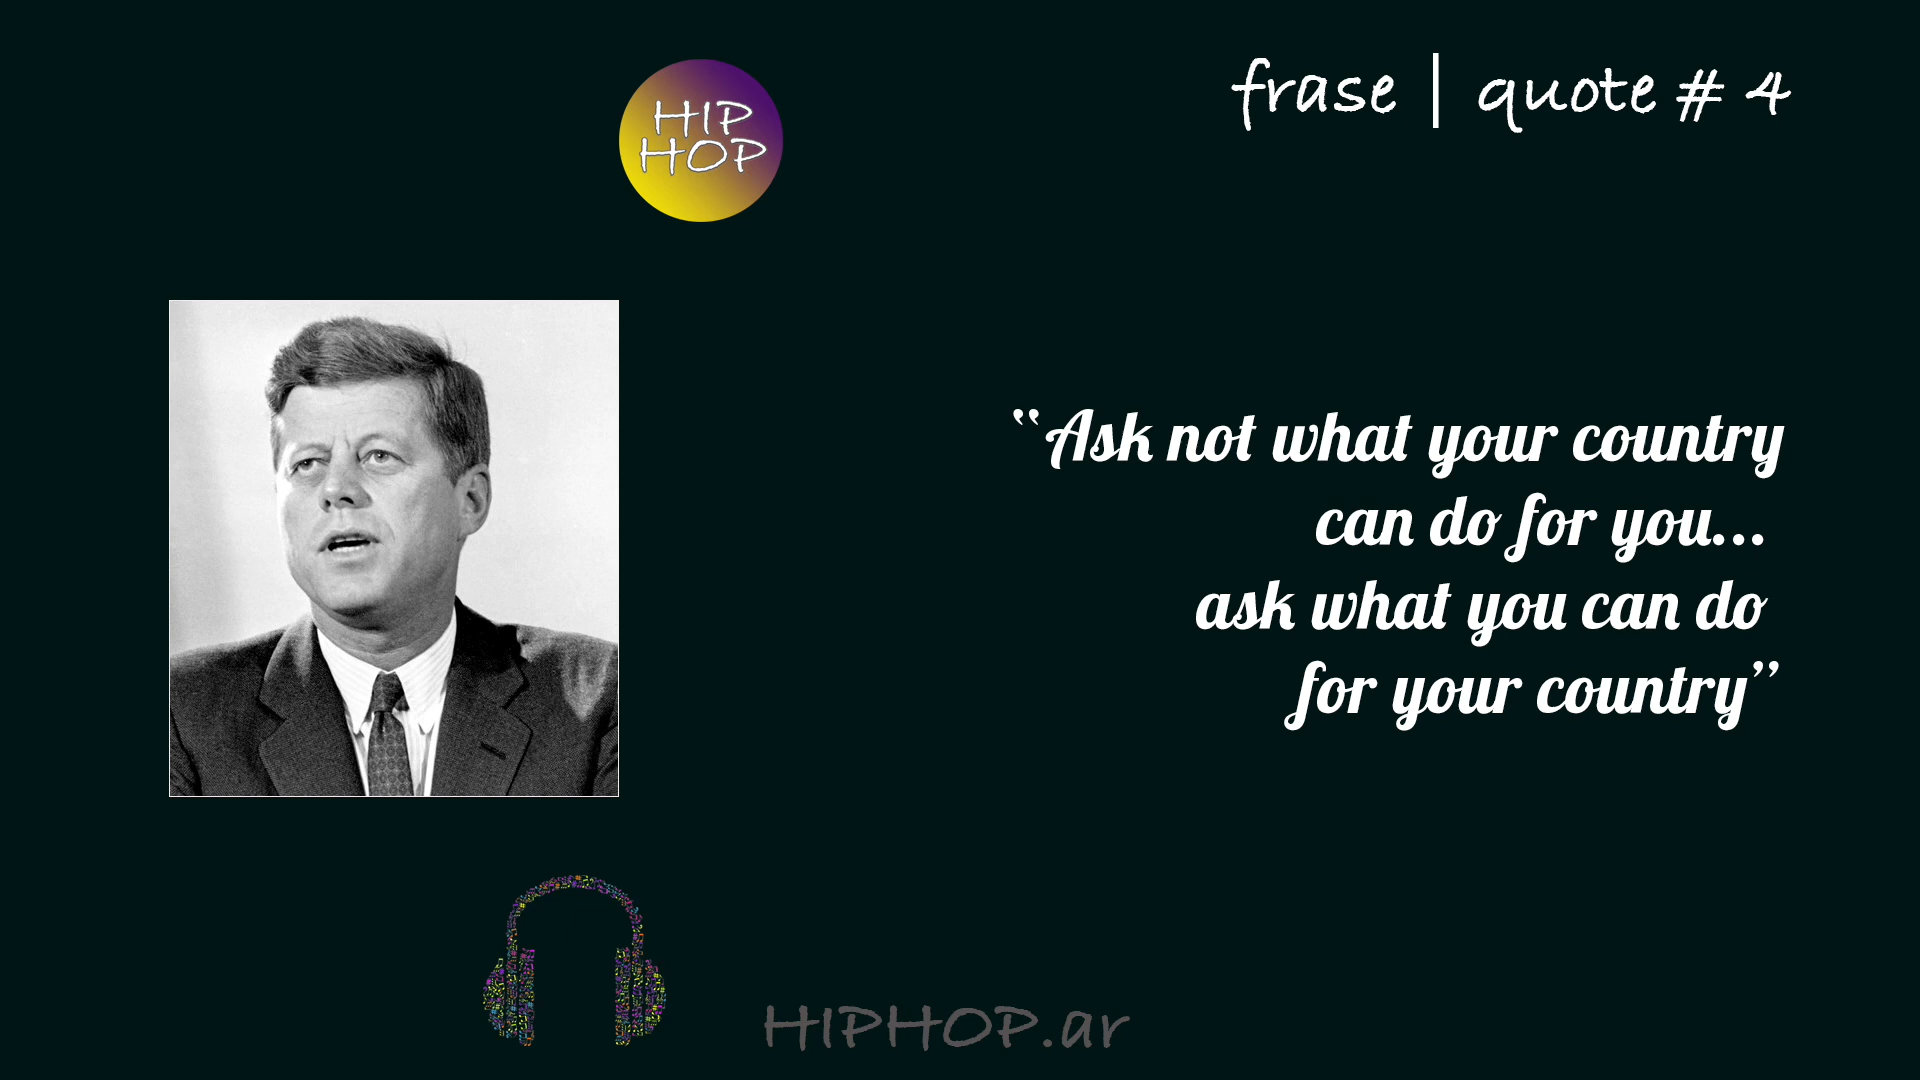 HIP
HOP
frase | quote # 4
“Ask not what your country
can do for you...
ask what you can do
for your country”
HIPHOP.ar